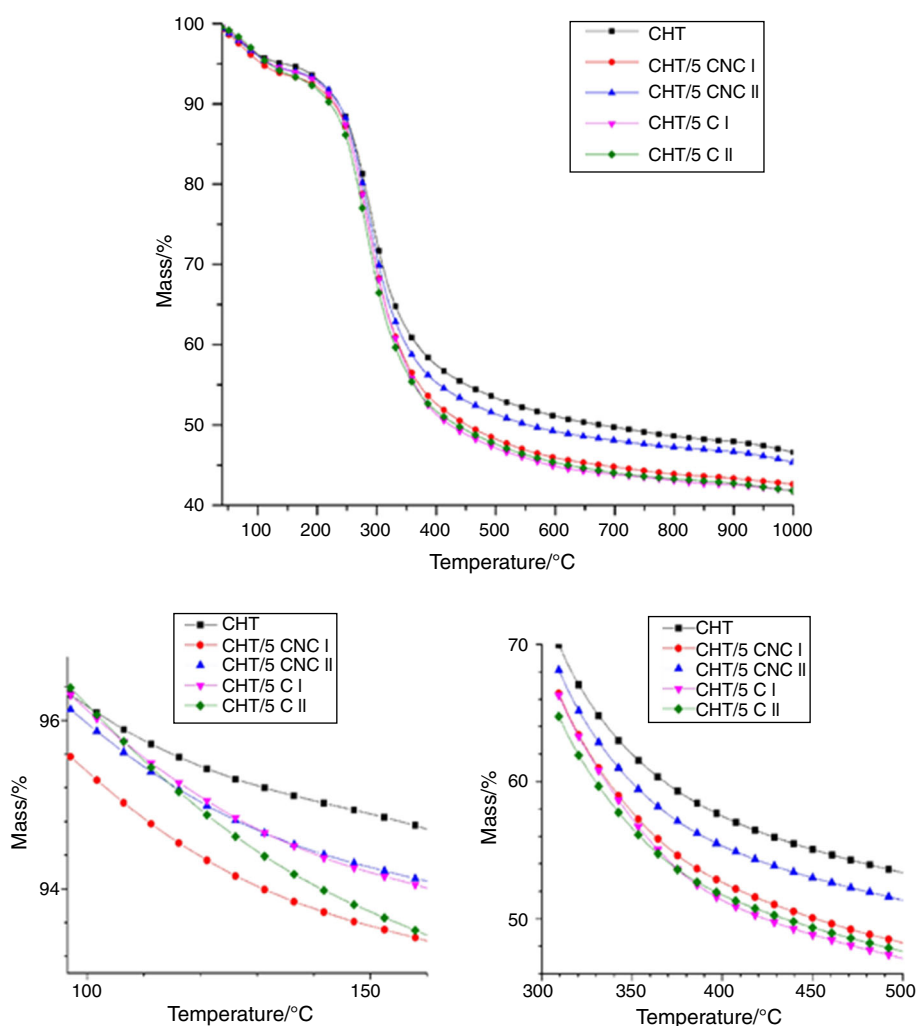 100
90
80
70
60
50
40
Mass/%
CHT
CHT/5 CNC I
CHT/5 CNC II
CHT/5 C I
CHT/5 C II
100 200 300 400 500 600 700 800 900 1000
Temperature/°C
CHT
CHT/5 CNC I
CHT/5 CNC II
CHT/5 C I
CHT/5 C II
96
94
Mass/%
100 150
Temperature/°C
CHT
CHT/5 CNC I
CHT/5 CNC II
CHT/5 C I
CHT/5 C II
70
60
50
Mass/%
300 350 400 450 500
Temperature/°C